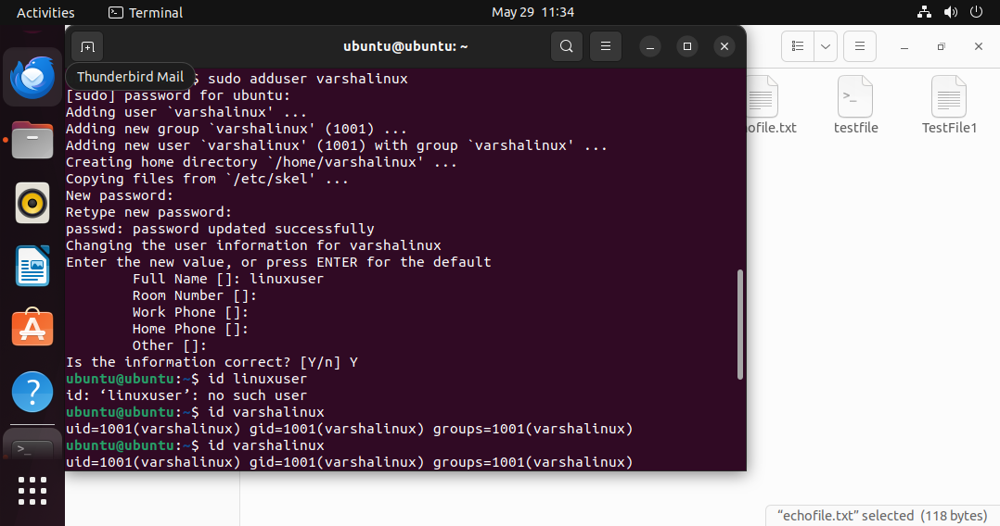 Activities
Terminal
May 29 11:34
ubuntu@ubuntu: ~
Thunderbird Mail
$ sudo adduser varshalinux
[sudo] password for ubuntu:
Adding user `varshalinux' ...
Adding new group `varshalinux' (1001) ...
Adding new user `varshalinux' (1001) with group `varshalinux' ...
Creating home directory `/home/varshalinux' ...
Copying files from `/etc/skel' ...
New password:
Retype new password:
passwd: password updated successfully
Changing the user information for varshalinux
Enter the new value, or press ENTER for the default
Full Name []: linuxuser
Room Number []:
Work Phone []:
Home Phone []:
Other []:
Is the information correct? [Y/n] Y
ubuntu@ubuntu:~$ id linuxuser
id: ‘linuxuser’: no such user
ubuntu@ubuntu:~$ id varshalinux
uid=1001(varshalinux) gid=1001(varshalinux) groups=1001(varshalinux)
ubuntu@ubuntu:~$ id varshalinux
uid=1001(varshalinux) gid=1001(varshalinux) groups=1001(varshalinux)
ofile.txt
testfile
TestFile1
“echofile.txt” selected (118 bytes)